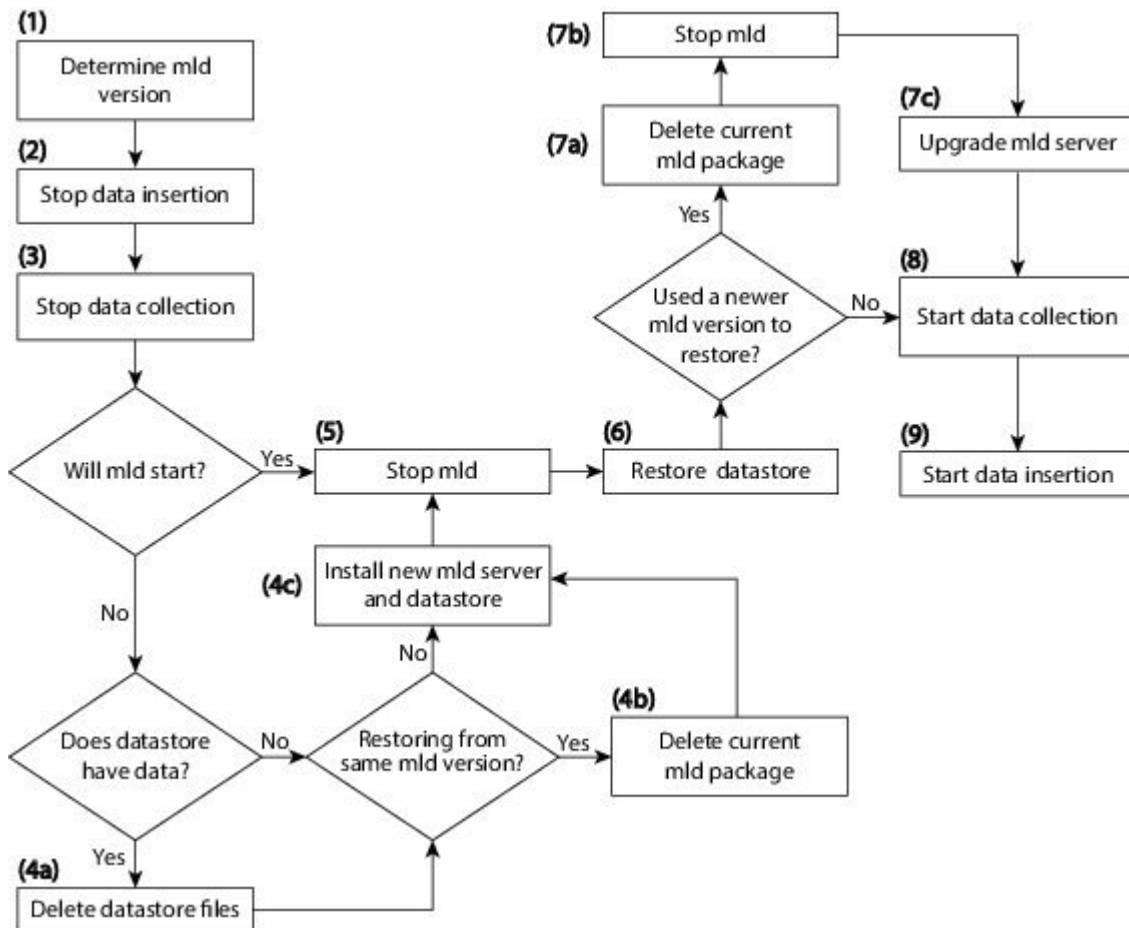 (1)
Determine mld
version
(2)
Stop data insertion
(3)
Stop data collection
Will mld start?
Yes
No
Does datastore
have data?
No
Yes
(4a)
Delete datastore files
Restoring from
same mld version?
Yes
No
(4b)
Delete current
mld package
(4c)
Install new mld server
and datastore
(5)
Stop mld
(6)
Restore datastore
Used a newer
mld version to
restore?
Yes
No
(7a)
Delete current
mld package
(7b)
Stop mld
(7c)
Upgrade mld server
(8)
Start data collection
(9)
Start data insertion